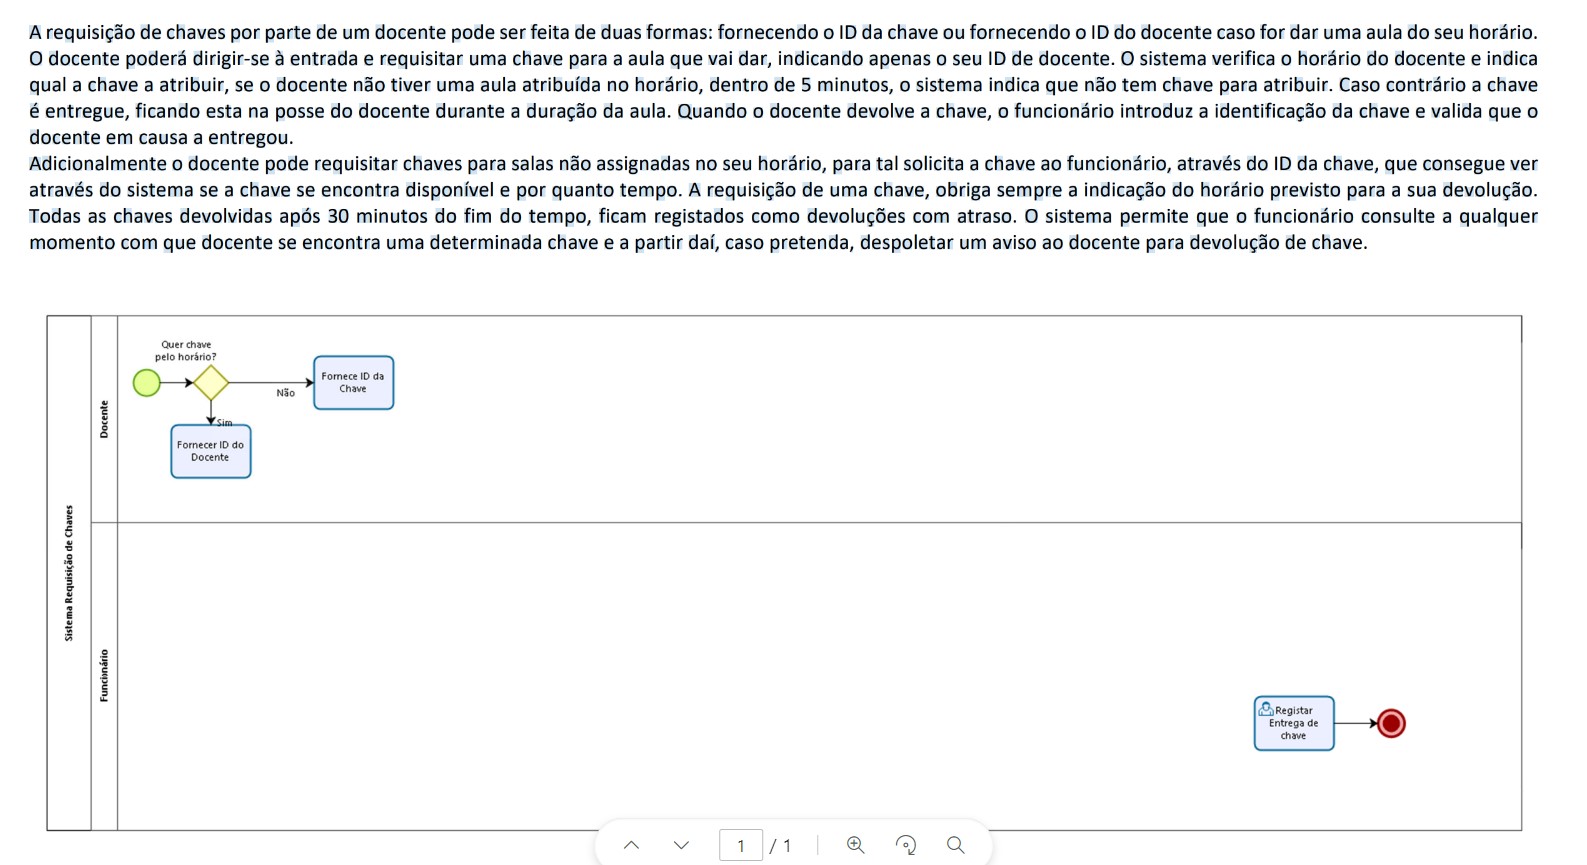 A requisição de chaves por parte de um docente pode ser feita de duas formas: fornecendo o ID da chave ou fornecendo o ID do docente caso for dar uma aula do seu horário.
O docente poderá dirigir-se à entrada e requisitar uma chave para a aula que vai dar, indicando apenas o seu ID de docente. O sistema verifica o horário do docente e indica
qual a chave a atribuir, se o docente não tiver uma aula atribuída no horário, dentro de 5 minutos, o sistema indica que não tem chave para atribuir. Caso contrário a chave
é entregue, ficando esta na posse do docente durante a duração da aula. Quando o docente devolve a chave, o funcionário introduz a identificação da chave e valida que o
docente em causa a entregou.
Adicionalmente o docente pode requisitar chaves para salas não assignadas no seu horário, para tal solicita a chave ao funcionário, através do ID da chave, que consegue ver
através do sistema se a chave se encontra disponível e por quanto tempo. A requisição de uma chave, obriga sempre a indicação do horário previsto para a sua devolução.
Todas as chaves devolvidas após 30 minutos do fim do tempo, ficam registados como devoluções com atraso. O sistema permite que o funcionário consulte a qualquer
momento com que docente se encontra uma determinada chave e a partir daí, caso pretenda, despoletar um aviso ao docente para devolução de chave.
Quer chave
pelo horário?
Não
Fornece ID da
Chave
Sim
Fornecer ID do
Docente
Docente
Sistema Requisição de Chaves
Funcionário
Registar
Entrega de
chave
1 / 1